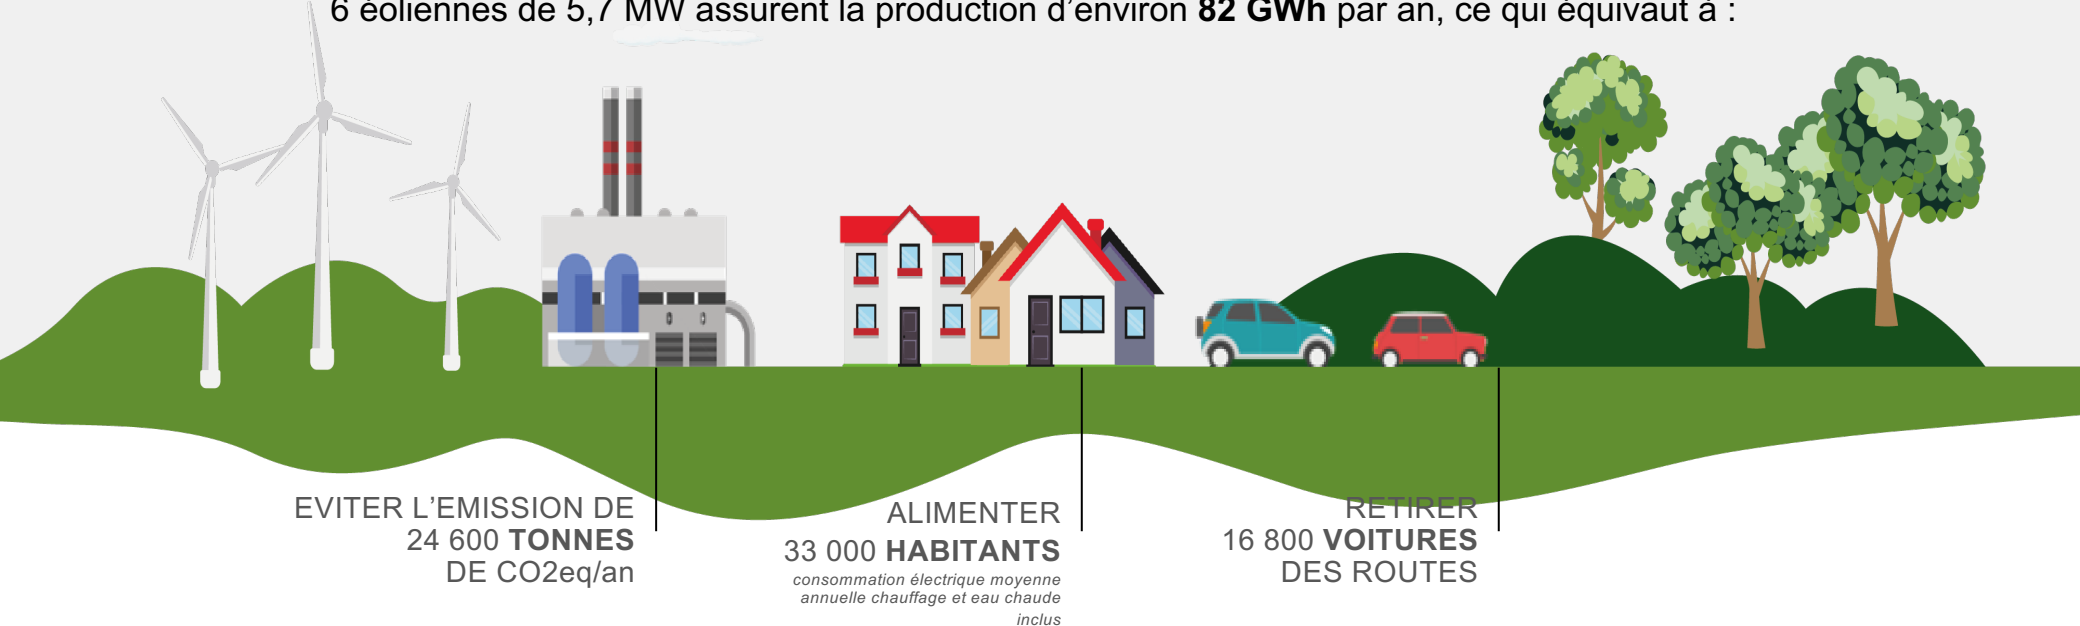 6 éoliennes de 5,7 MW assurent la production d'environ 82 GWh par an, ce qui équivaut à :
EVITER L'EMISSION DE
24 600 TONNES
DE CO2eq/an
ALIMENTER
33 000 HABITANTS
consommation électrique moyenne
annuelle chauffage et eau chaude
inclus
RETIRER
16 800 VOITURES
DES ROUTES